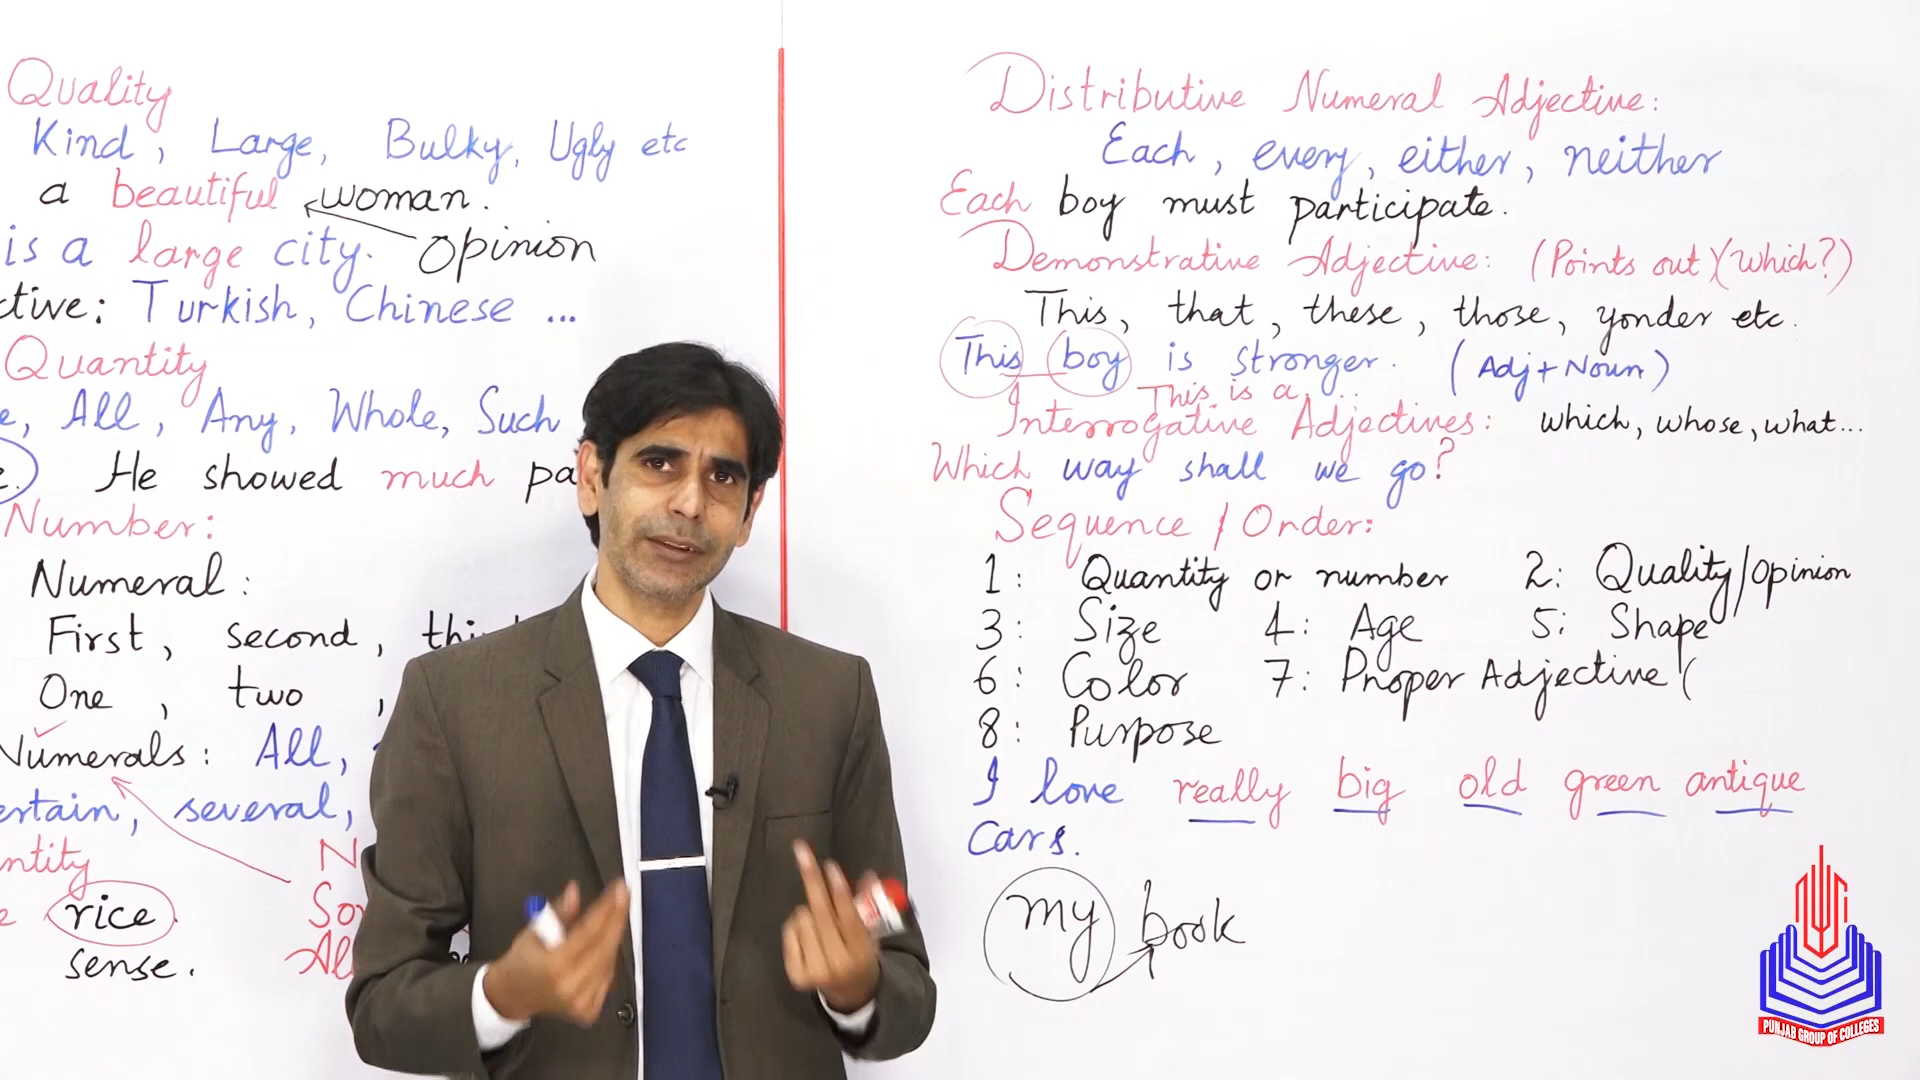 Quality
Kind, Large, Bulky, Ugly etc
a beautiful woman.
is a large city. Opinion
ctive: Turkish, Chinese ...
Quantity
e, All, Any, Whole, Such
He showed much pa
Number:
Numeral:
First, second, thi
One, two,
Numerals: All,
ertain, several,
ntity
rice.
sense.
N
So
Al
Distributive Numeral Adjective:
Each, every, either, neither
Each boy must participate.
Demonstrative Adjective: (Points out)(which?)
This, that, these, those, yonder etc.
This boy is stronger. (Adj+Noun)
This is a...
Interrogative Adjectives: which, whose, what...
Which way shall we go?
Sequence / Order:
1: Quantity or number 2: Quality/Opinion
3: Size 4: Age 5: Shape
6: Color 7: Proper Adjective (
8: Purpose
I love really big old green antique
Cars.
my book
PUNJAB GROUP OF COLLEGES